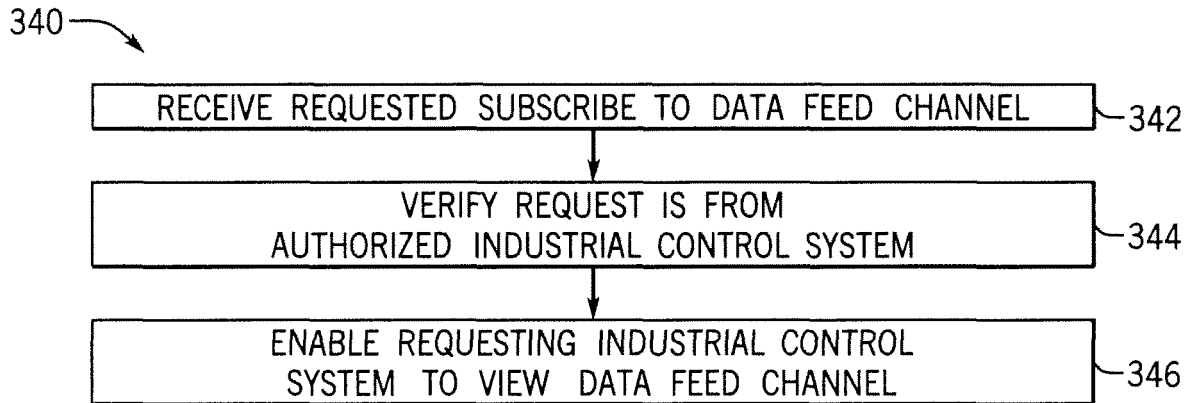 340
RECEIVE REQUESTED SUBSCRIBE TO DATA FEED CHANNEL
342
VERIFY REQUEST IS FROM
AUTHORIZED INDUSTRIAL CONTROL SYSTEM
344
ENABLE REQUESTING INDUSTRIAL CONTROL
SYSTEM TO VIEW DATA FEED CHANNEL
346